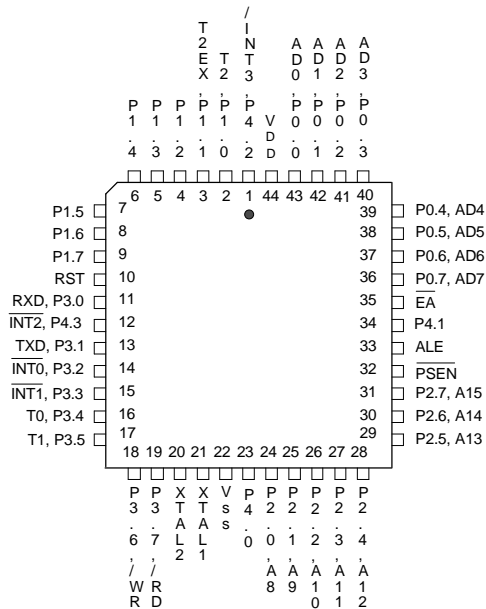 P1.4
P1.3
P1.2
T2EX,P1.1
T2,P1.0
/INT3,P4.2
VDD
AD0,P0.0
AD1,P0.1
AD2,P0.2
AD3,P0.3
6 5 4 3 2 1 44 43 42 41 40
P1.5 7
P1.6 8
P1.7 9
RST 10
RXD, P3.0 11
INT2, P4.3 12
TXD, P3.1 13
INT0, P3.2 14
INT1, P3.3 15
T0, P3.4 16
T1, P3.5 17
39 P0.4, AD4
38 P0.5, AD5
37 P0.6, AD6
36 P0.7, AD7
35 EA
34 P4.1
33 ALE
32 PSEN
31 P2.7, A15
30 P2.6, A14
29 P2.5, A13
18 19 20 21 22 23 24 25 26 27 28
P3.6,/WR
P3.7,/RD
XTAL2
XTAL1
Vss
P4.0
P2.0,A8
P2.1,A9
P2.2,A10
P2.3,A11
P2.4,A12